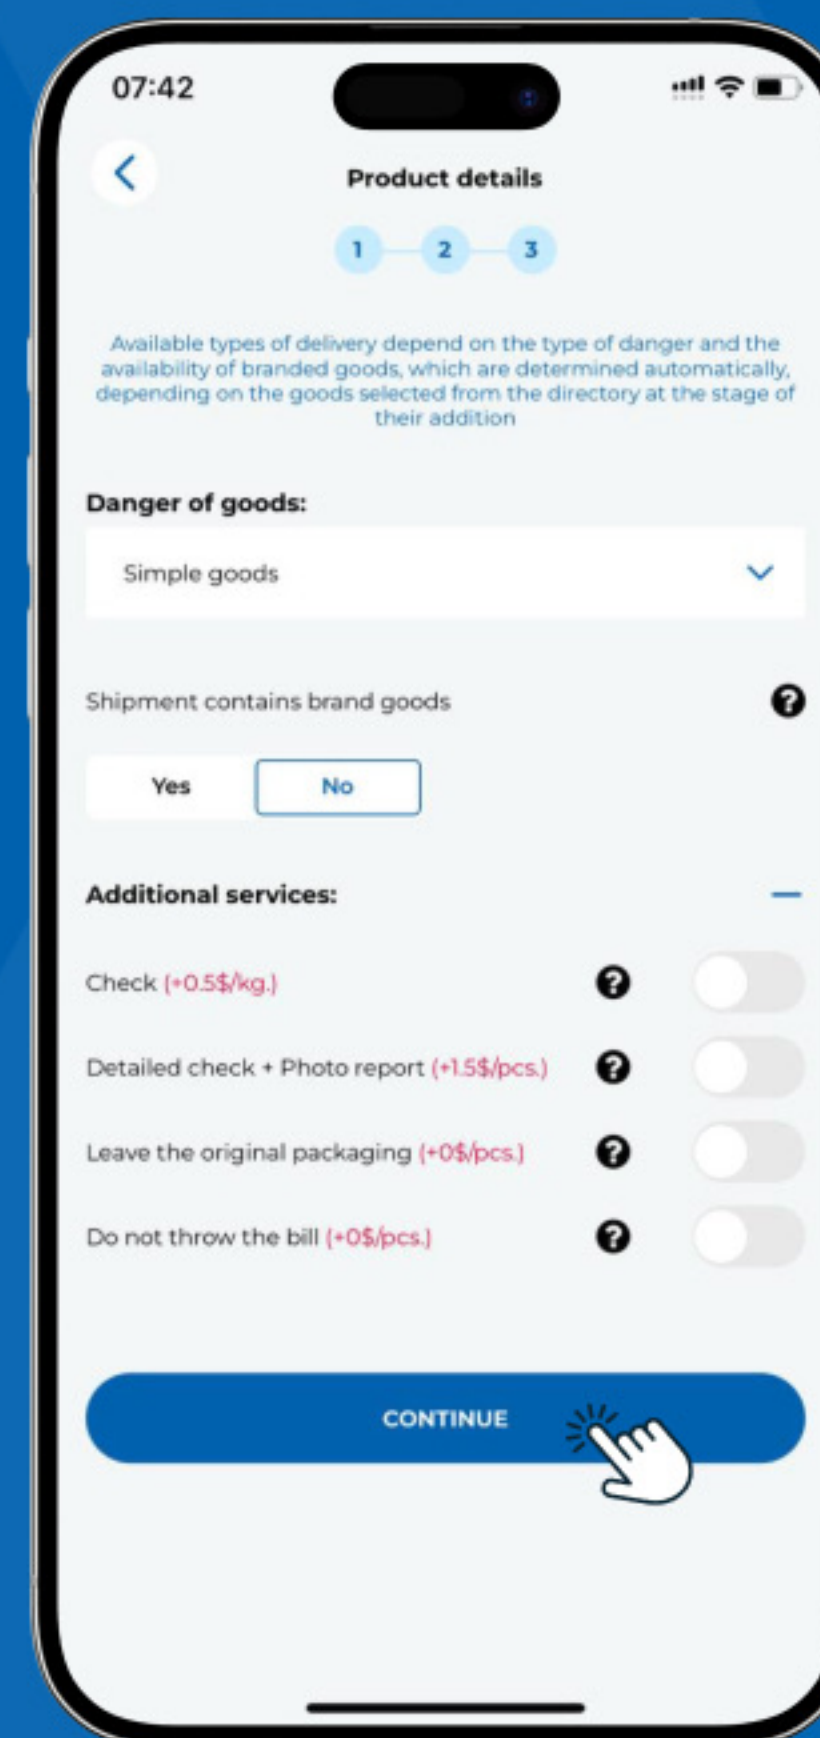 07:42
Product details
1 2 3
Available types of delivery depend on the type of danger and the
availability of branded goods, which are determined automatically,
depending on the goods selected from the directory at the stage of
their addition
Danger of goods:
Simple goods
Shipment contains brand goods
?
Yes No
Additional services:
Check (+0.5$/kg.) ?
Detailed check + Photo report (+1.5$/pcs.) ?
Leave the original packaging (+0$/pcs.) ?
Do not throw the bill (+0$/pcs.) ?
CONTINUE